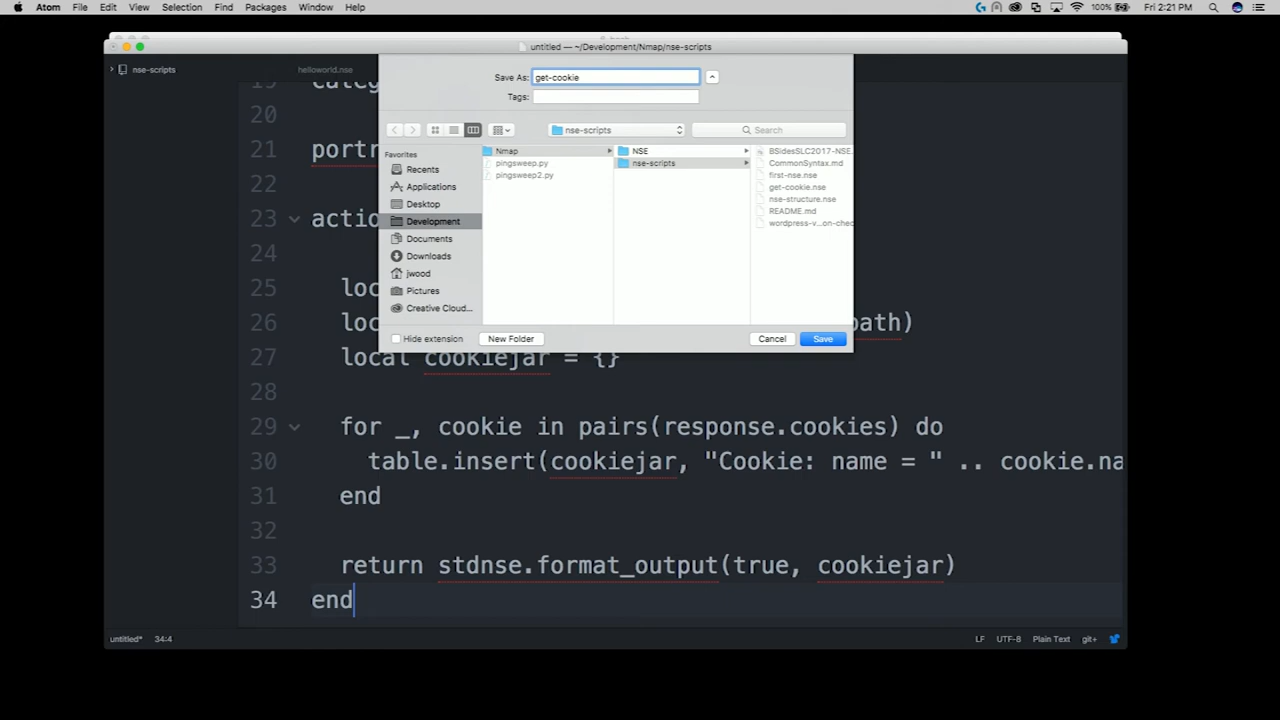 Atom File Edit View Selection Find Packages Window Help 100% Fri 2:21 PM
untitled — ~/Development/Nmap/nse-scripts
nse-scripts
helloworld.nse
Save As: get-cookie
Tags:
nse-scripts
Search
Favorites
Recents
Applications
Desktop
Development
Documents
Downloads
jwood
Pictures
Creative Cloud...
Nmap
pingsweep.py
pingsweep2.py
NSE
nse-scripts
BSidesSLC2017-NSE.
CommonSyntax.md
first-nse.nse
get-cookie.nse
nse-structure.nse
README.md
wordpress-v...on-chec
Hide extension New Folder Cancel Save
20
21 portr
22
23 actio
24
25 loc
26 loc path)
27 local cookiejar = {}
28
29 for _, cookie in pairs(response.cookies) do
30 table.insert(cookiejar, "Cookie: name = " .. cookie.na
31 end
32
33 return stdnse.format_output(true, cookiejar)
34 end
untitled* 34:4 LF UTF-8 Plain Text git+